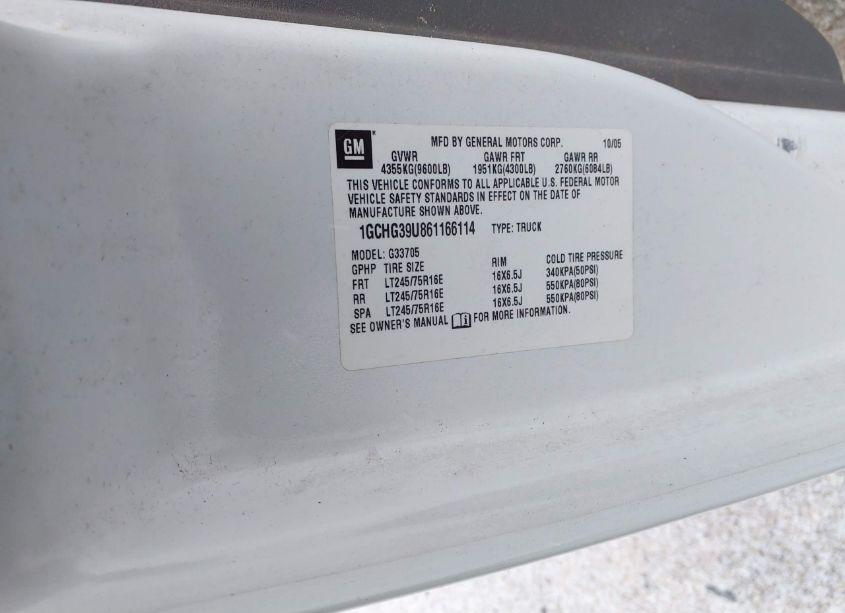 GM MFD BY GENERAL MOTORS CORP. 10/05
GVWR GAWR FRT GAWR RR
4355KG(9600LB) 1951KG(4300LB) 2760KG(6084LB)
THIS VEHICLE CONFORMS TO ALL APPLICABLE U.S. FEDERAL MOTOR
VEHICLE SAFETY STANDARDS IN EFFECT ON THE DATE OF
MANUFACTURE SHOWN ABOVE.
1GCHG39U861166114 TYPE: TRUCK
MODEL: G33705
GPHP TIRE SIZE RIM COLD TIRE PRESSURE
FRT LT245/75R16E 16X6.5J 340KPA(50PSI)
RR LT245/75R16E 16X6.5J 550KPA(80PSI)
SPA LT245/75R16E 16X6.5J 550KPA(80PSI)
SEE OWNER'S MANUAL FOR MORE INFORMATION.